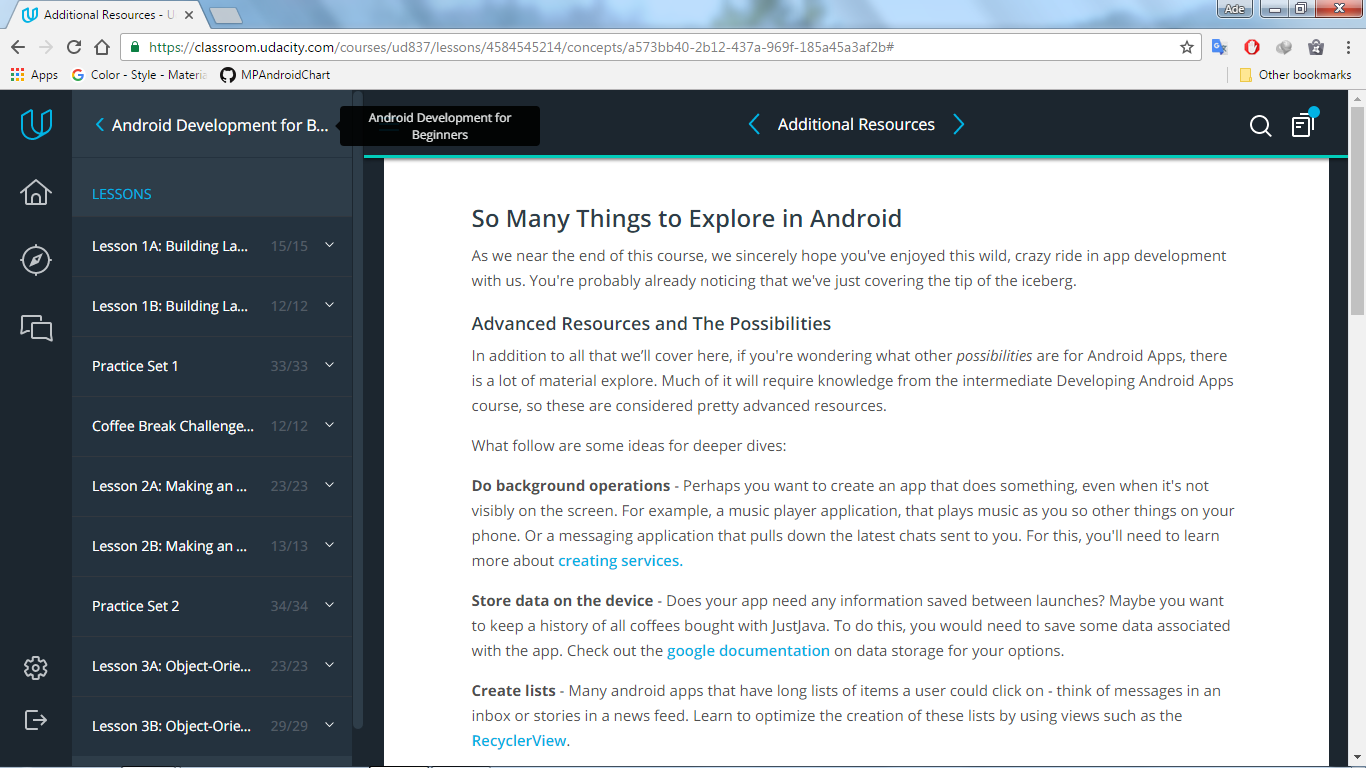 Additional Resources - U
Ade
https://classroom.udacity.com/courses/ud837/lessons/4584545214/concepts/a573bb40-2b12-437a-969f-185a45a3af2b#
Apps
Color - Style - Materia
MPAndroidChart
Other bookmarks
Android Development for B...
Android Development for
Beginners
LESSONS
Lesson 1A: Building La... 15/15
Lesson 1B: Building La... 12/12
Practice Set 1 33/33
Coffee Break Challenge... 12/12
Lesson 2A: Making an ... 23/23
Lesson 2B: Making an ... 13/13
Practice Set 2 34/34
Lesson 3A: Object-Orie... 23/23
Lesson 3B: Object-Orie... 29/29
Additional Resources
So Many Things to Explore in Android
As we near the end of this course, we sincerely hope you've enjoyed this wild, crazy ride in app development
with us. You're probably already noticing that we've just covering the tip of the iceberg.
Advanced Resources and The Possibilities
In addition to all that we’ll cover here, if you're wondering what other possibilities are for Android Apps, there
is a lot of material explore. Much of it will require knowledge from the intermediate Developing Android Apps
course, so these are considered pretty advanced resources.
What follow are some ideas for deeper dives:
Do background operations - Perhaps you want to create an app that does something, even when it's not
visibly on the screen. For example, a music player application, that plays music as you so other things on your
phone. Or a messaging application that pulls down the latest chats sent to you. For this, you'll need to learn
more about creating services.
Store data on the device - Does your app need any information saved between launches? Maybe you want
to keep a history of all coffees bought with JustJava. To do this, you would need to save some data associated
with the app. Check out the google documentation on data storage for your options.
Create lists - Many android apps that have long lists of items a user could click on - think of messages in an
inbox or stories in a news feed. Learn to optimize the creation of these lists by using views such as the
RecyclerView.